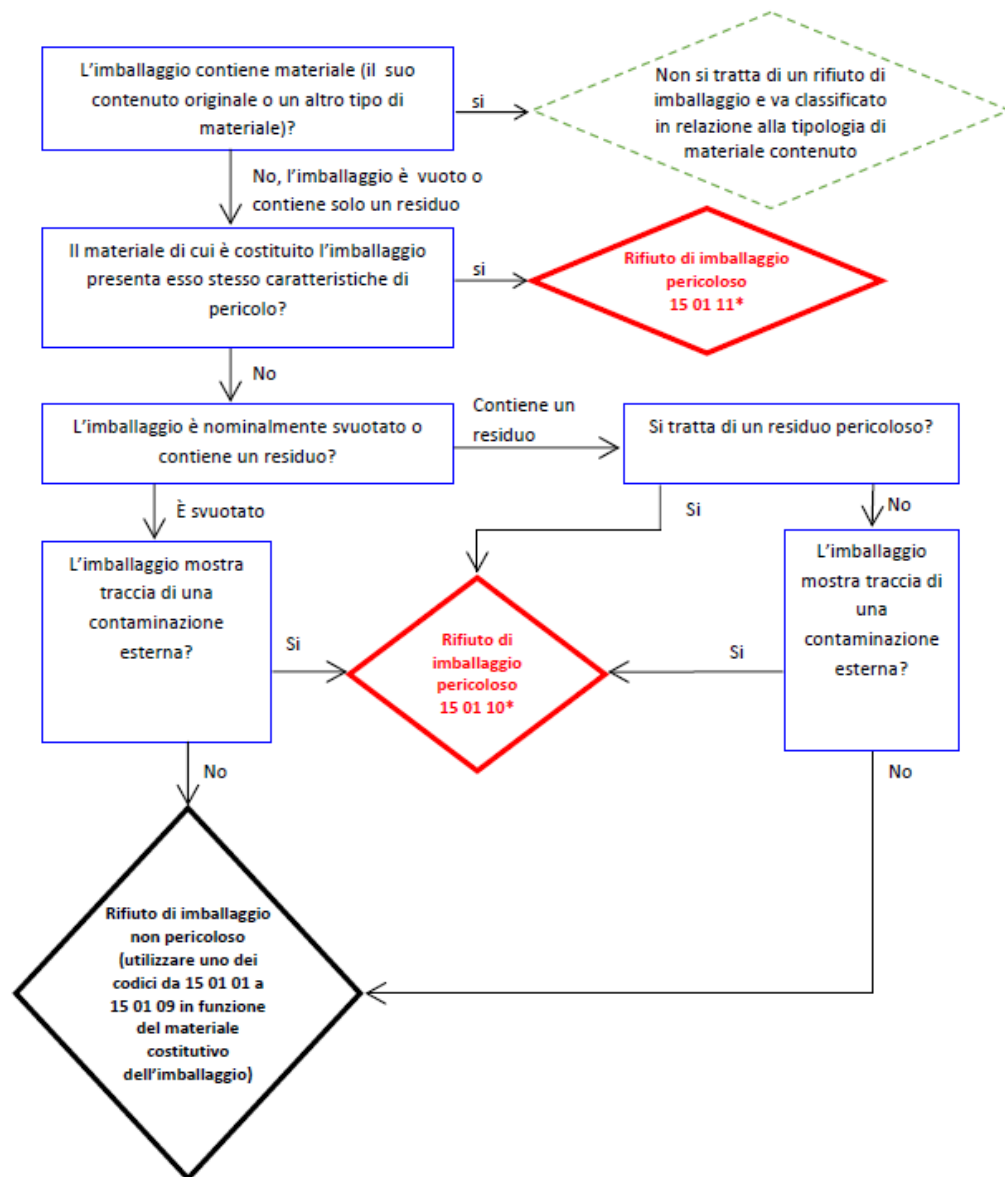 L'imballaggio contiene materiale (il suo
contenuto originale o un altro tipo di
materiale)?
si
Non si tratta di un rifiuto di
imballaggio e va classificato
in relazione alla tipologia di
materiale contenuto
No, l'imballaggio è vuoto o
contiene solo un residuo
Il materiale di cui è costituito l'imballaggio
presenta esso stesso caratteristiche di
pericolo?
si
Rifiuto di imballaggio
pericoloso
15 01 11*
No
L'imballaggio è nominalmente svuotato o
contiene un residuo?
Contiene un
residuo
Si tratta di un residuo pericoloso?
È svuotato
Si
No
L'imballaggio mostra
traccia di una
contaminazione
esterna?
Si
Rifiuto di
imballaggio
pericoloso
15 01 10*
Si
L'imballaggio
mostra traccia di
una
contaminazione
esterna?
No
No
Rifiuto di imballaggio
non pericoloso
(utilizzare uno dei
codici da 15 01 01 a
15 01 09 in funzione
del materiale
costitutivo
dell'imballaggio)